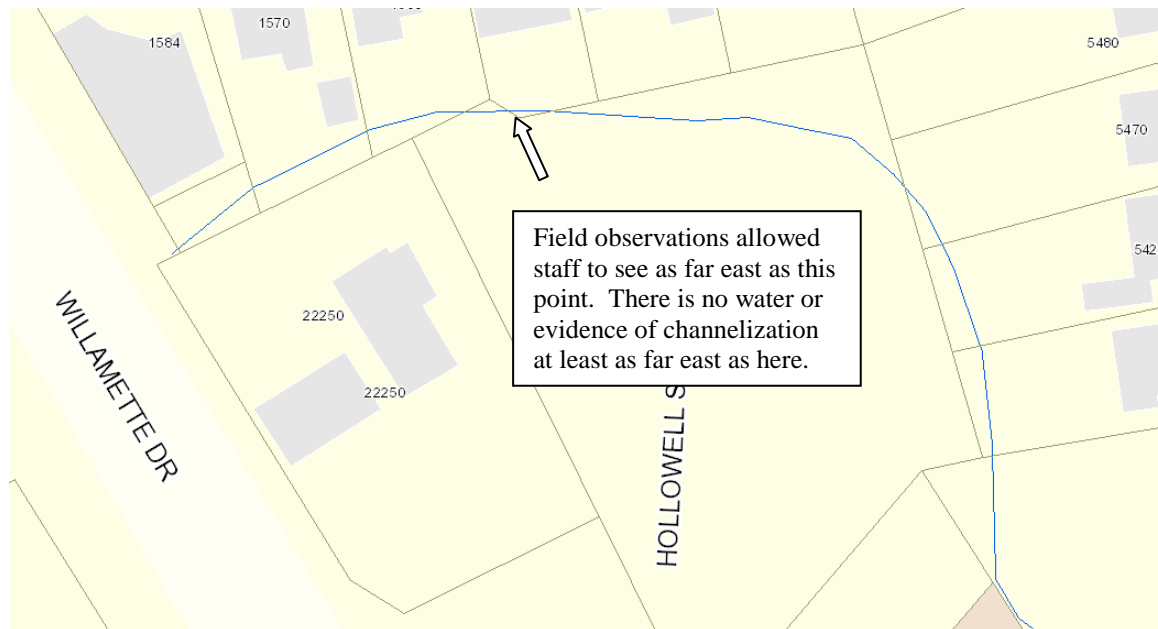 1584
1570
5480
5470
542
Field observations allowed
staff to see as far east as this
point. There is no water or
evidence of channelization
at least as far east as here.
22250
22250
WILLAMETTE DR
HOLLOWELL S